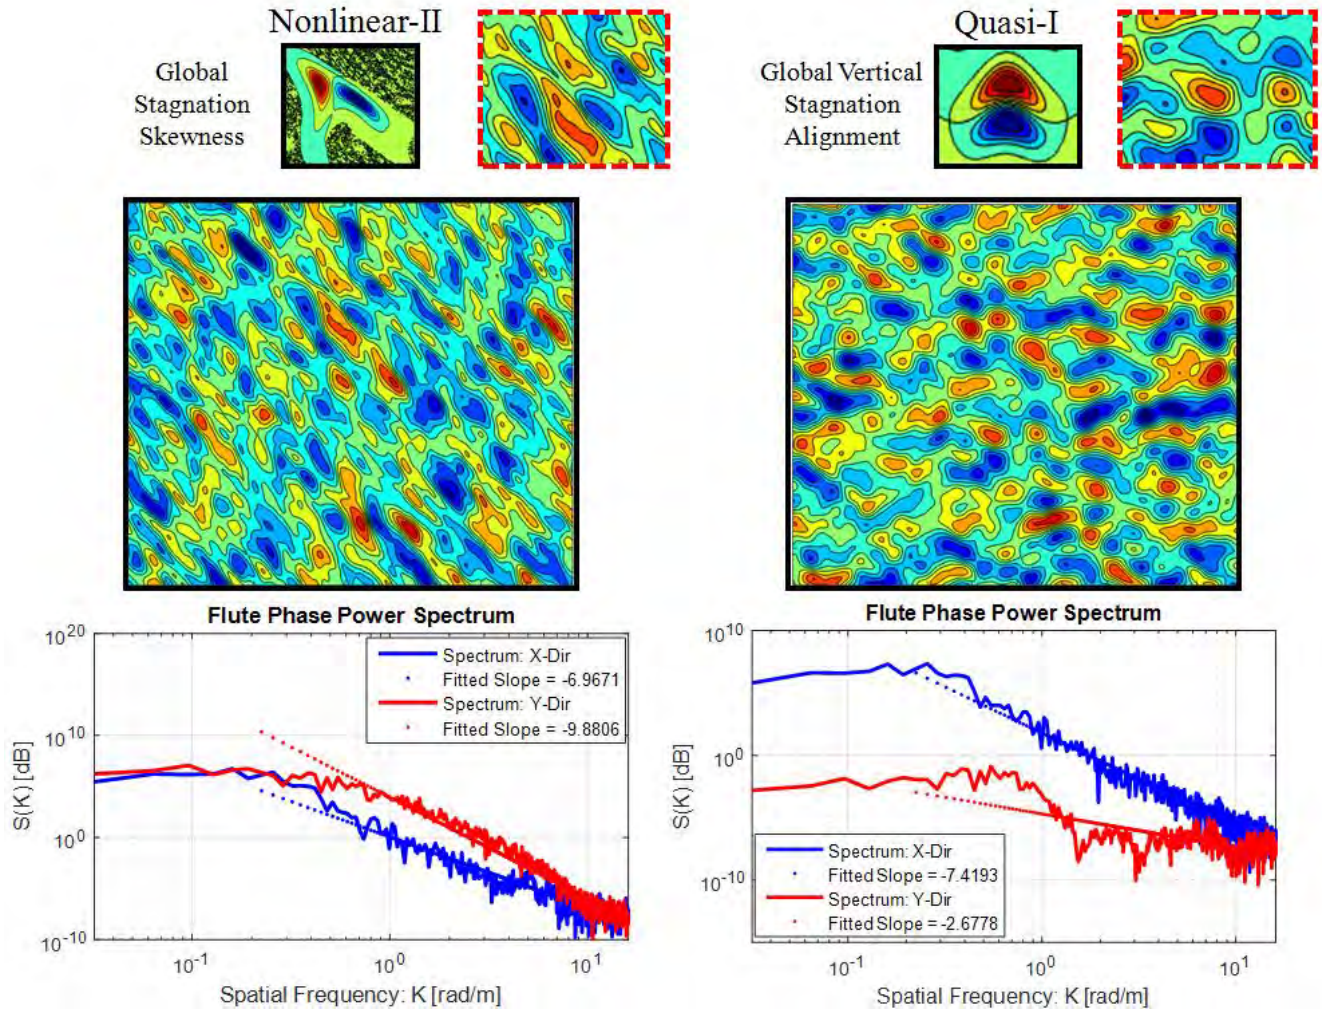 Nonlinear-II
Global
Stagnation
Skewness
Quasi-I
Global Vertical
Stagnation
Alignment
Flute Phase Power Spectrum
10^20
10^10
10^0
10^-10
S(K) [dB]
Spectrum: X-Dir
Fitted Slope = -6.9671
Spectrum: Y-Dir
Fitted Slope = -9.8806
10^-1
10^0
10^1
Spatial Frequency: K [rad/m]
Flute Phase Power Spectrum
10^10
10^0
10^-10
S(K) [dB]
Spectrum: X-Dir
Fitted Slope = -7.4193
Spectrum: Y-Dir
Fitted Slope = -2.6778
10^-1
10^0
10^1
Spatial Frequency: K [rad/m]